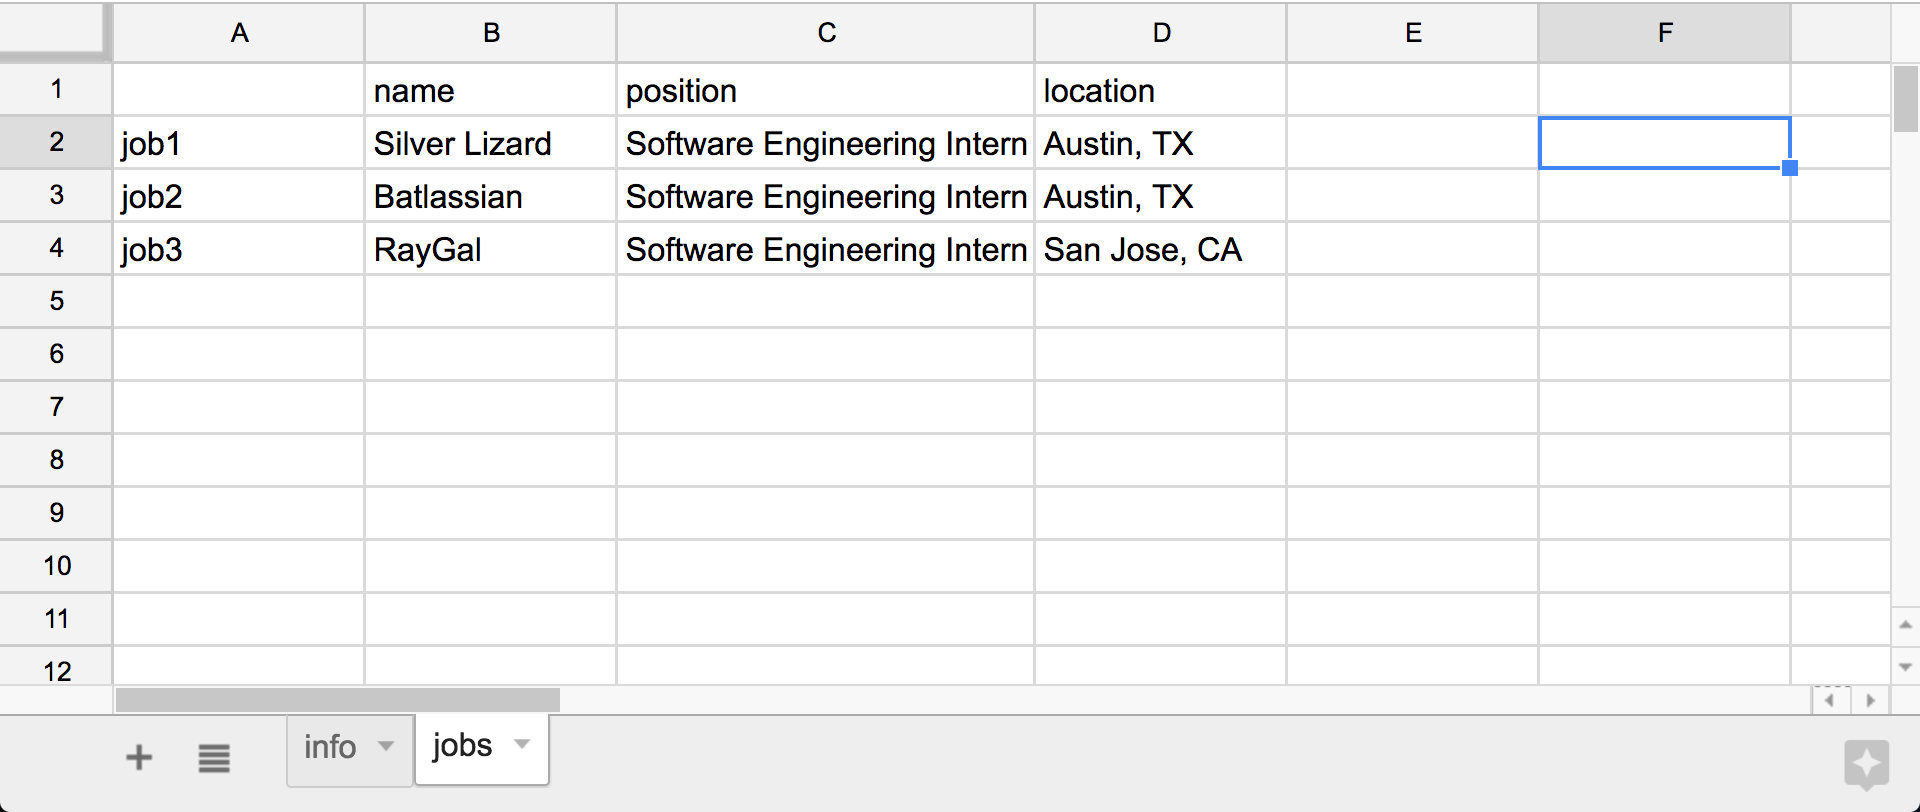 A B C D E F
1 name position location
2 job1 Silver Lizard Software Engineering Intern Austin, TX
3 job2 Batlassian Software Engineering Intern Austin, TX
4 job3 RayGal Software Engineering Intern San Jose, CA
5
6
7
8
9
10
11
12
info jobs